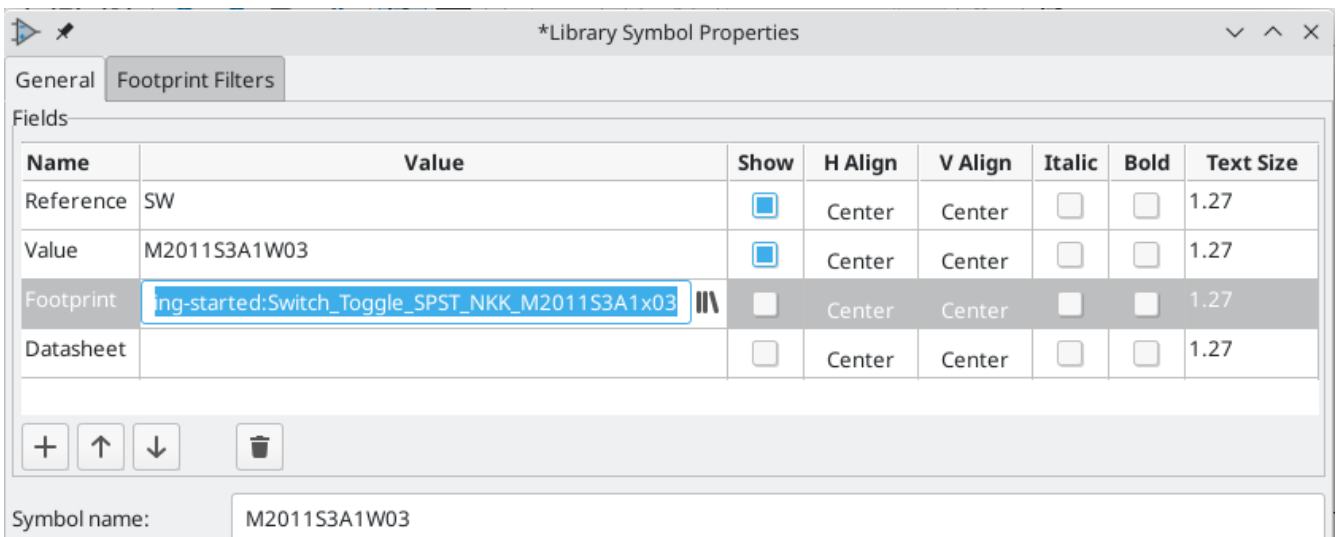 *Library Symbol Properties
General Footprint Filters
Fields
Name Value Show H Align V Align Italic Bold Text Size
Reference SW Center Center 1.27
Value M2011S3A1W03 Center Center 1.27
Footprint ing-started:Switch_Toggle_SPST_NKK_M2011S3A1x03 Center Center 1.27
Datasheet Center Center 1.27
Symbol name: M2011S3A1W03